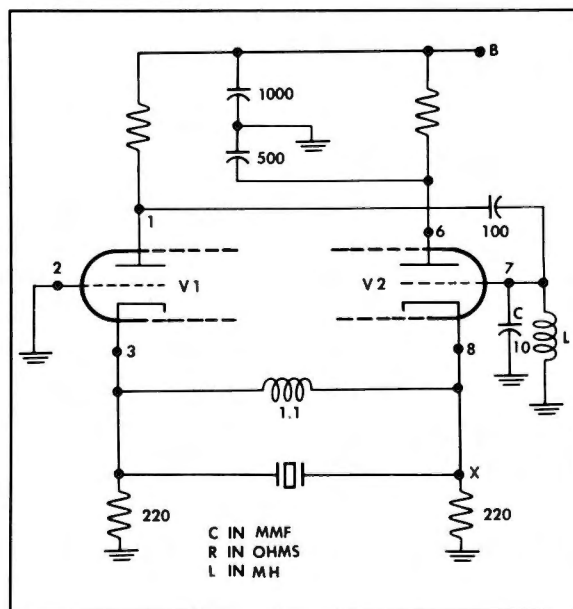 B
1000
500
1
6
100
2
V1
V2
7
C
10
L
3
8
1.1
X
220
220
C IN MMF
R IN OHMS
L IN MH